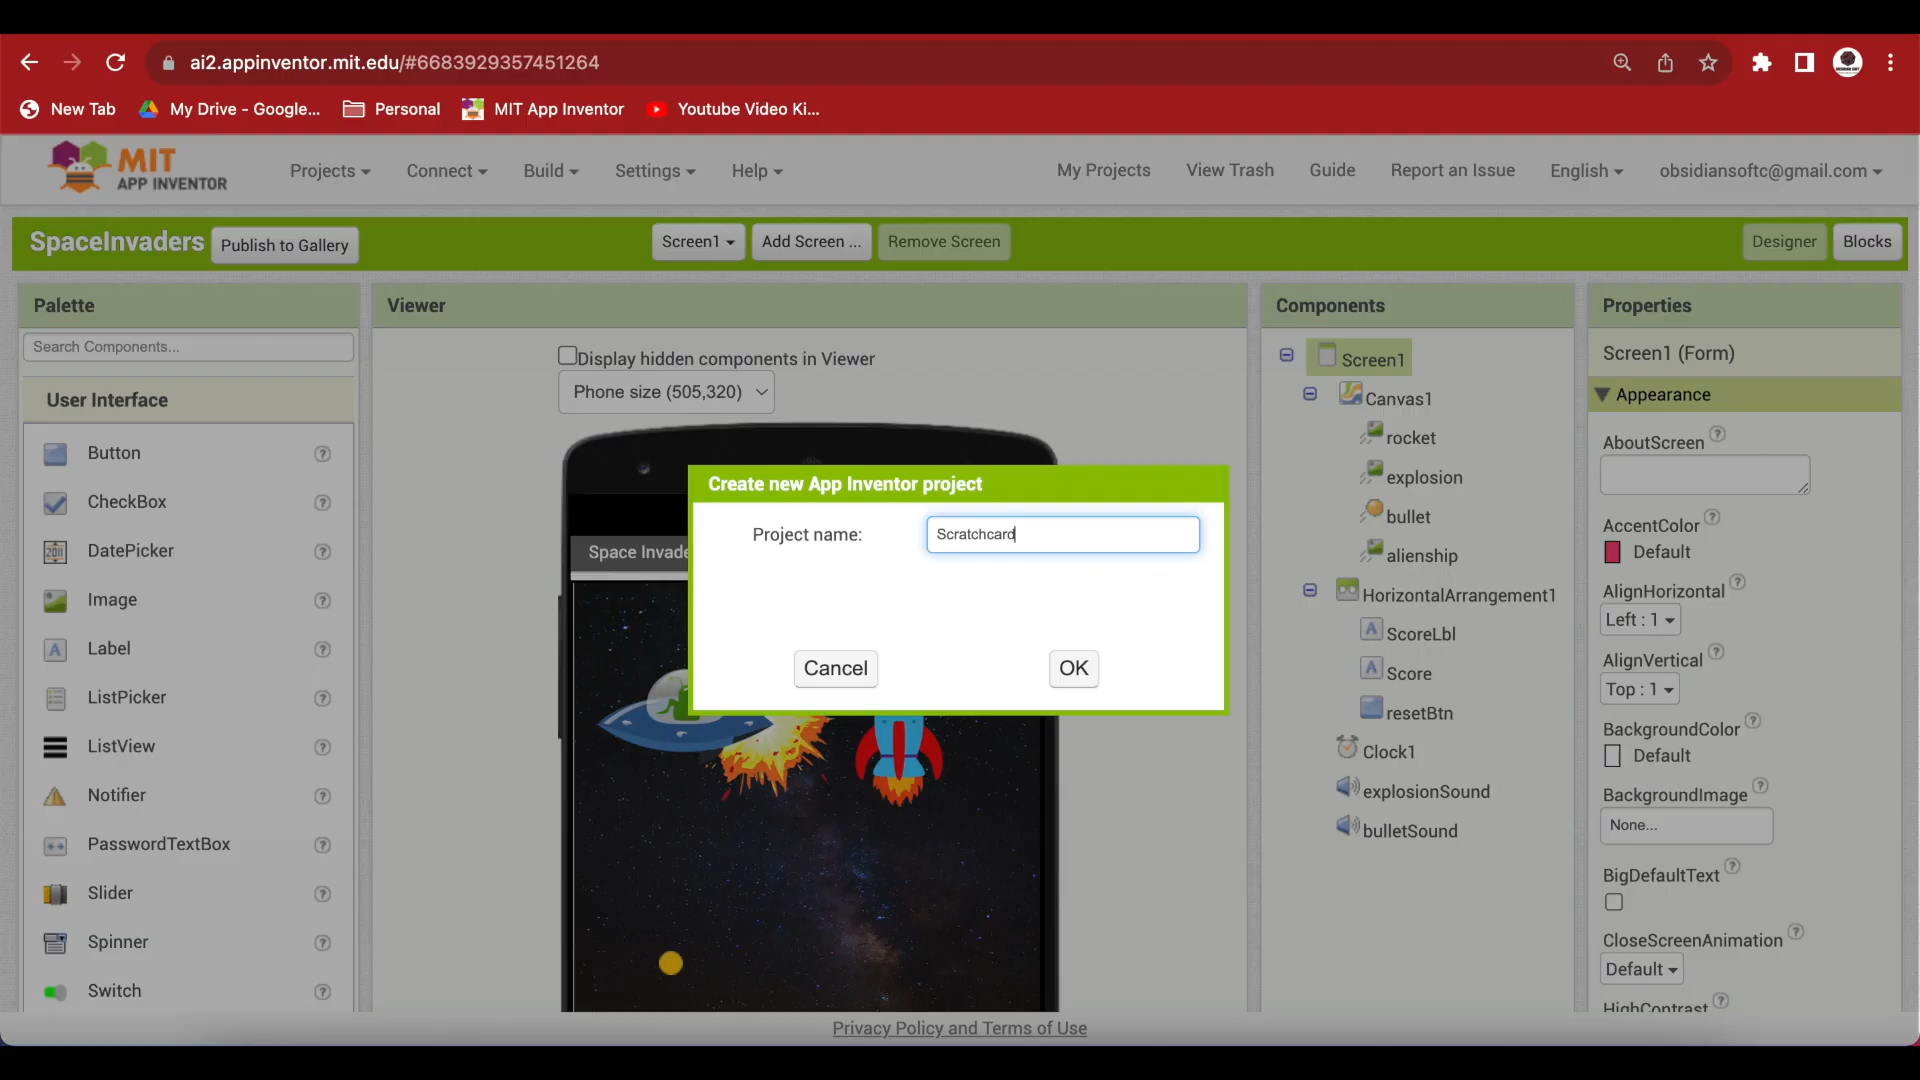 ai2.appinventor.mit.edu/#6683929357451264
New Tab
My Drive - Google...
Personal
MIT App Inventor
Youtube Video Ki...
MIT
APP INVENTOR
Projects
Connect
Build
Settings
Help
My Projects
View Trash
Guide
Report an Issue
English
obsidiansoftc@gmail.com
SpaceInvaders
Publish to Gallery
Screen1
Add Screen ...
Remove Screen
Designer
Blocks
Palette
Search Components...
User Interface
Button
CheckBox
DatePicker
Image
Label
ListPicker
ListView
Notifier
PasswordTextBox
Slider
Spinner
Switch
Viewer
Display hidden components in Viewer
Phone size (505,320)
Space Invade
Create new App Inventor project
Project name:
Scratchcard
Cancel
OK
Components
Screen1
Canvas1
rocket
explosion
bullet
alienship
HorizontalArrangement1
ScoreLbl
Score
resetBtn
Clock1
explosionSound
bulletSound
Properties
Screen1 (Form)
Appearance
AboutScreen
AccentColor
Default
AlignHorizontal
Left : 1
AlignVertical
Top : 1
BackgroundColor
Default
BackgroundImage
None...
BigDefaultText
CloseScreenAnimation
Default
HighContrast
Privacy Policy and Terms of Use